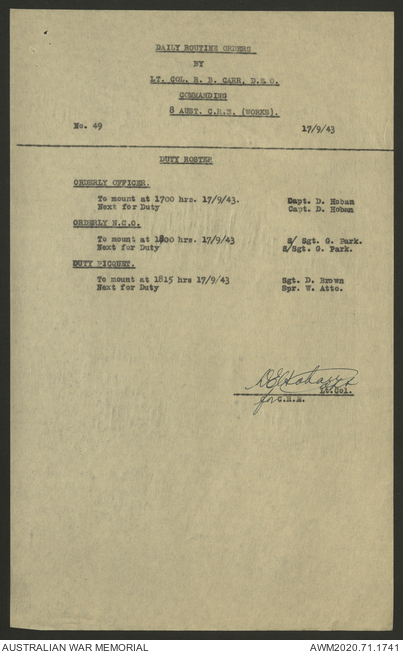 DAILY ROUTINE ORDERS
BY
LT. COL. R. B. CARR, D.S.O.
COMMANDING
8 AUST. C.R.E. (WORKS).
No. 49 17/9/43
DUTY ROSTER
ORDERLY OFFICER.
To mount at 1700 hrs. 17/9/43. Capt. D. Hoban
Next for Duty Capt. D. Hoban
ORDERLY N.C.O.
To mount at 1800 hrs. 17/9/43 S/ Sgt. G. Park.
Next for Duty S/Sgt. G. Park.
DUTY PICQUET.
To mount at 1815 hrs 17/9/43 Sgt. D. Brown
Next for Duty Spr. W. Atto.
Lt.Col.
for C.R.E.
AUSTRALIAN WAR MEMORIAL AWM2020.71.1741